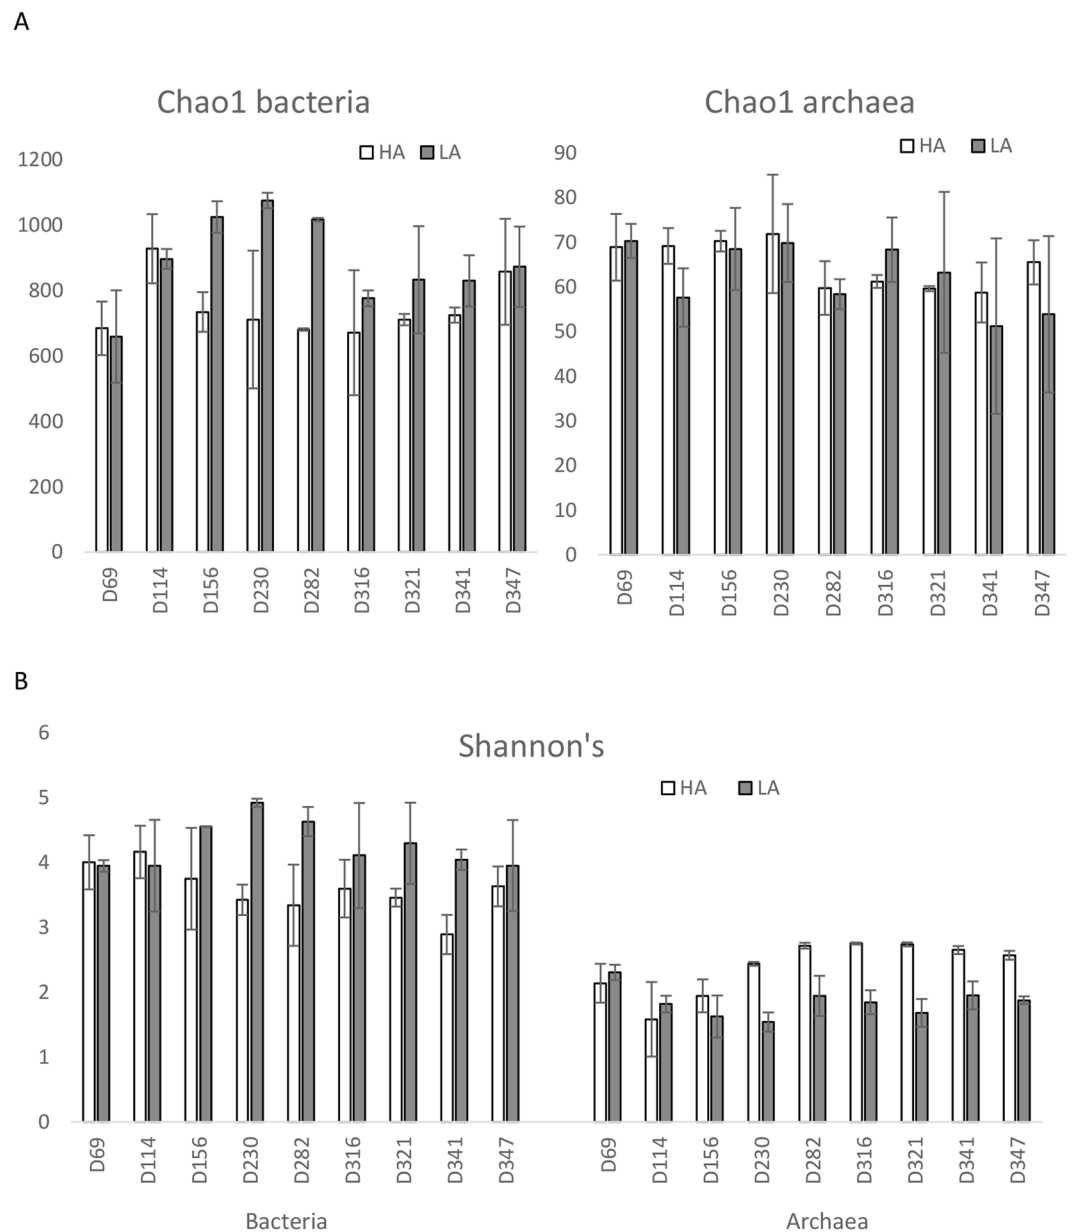 A
Chao1 bacteria
HA LA
1200
1000
800
600
400
200
0
D69 D114 D156 D230 D282 D316 D321 D341 D347
Chao1 archaea
HA LA
90
80
70
60
50
40
30
20
10
0
D69 D114 D156 D230 D282 D316 D321 D341 D347
B
Shannon's
HA LA
6
5
4
3
2
1
0
D69 D114 D156 D230 D282 D316 D321 D341 D347 D69 D114 D156 D230 D282 D316 D321 D341 D347
Bacteria Archaea